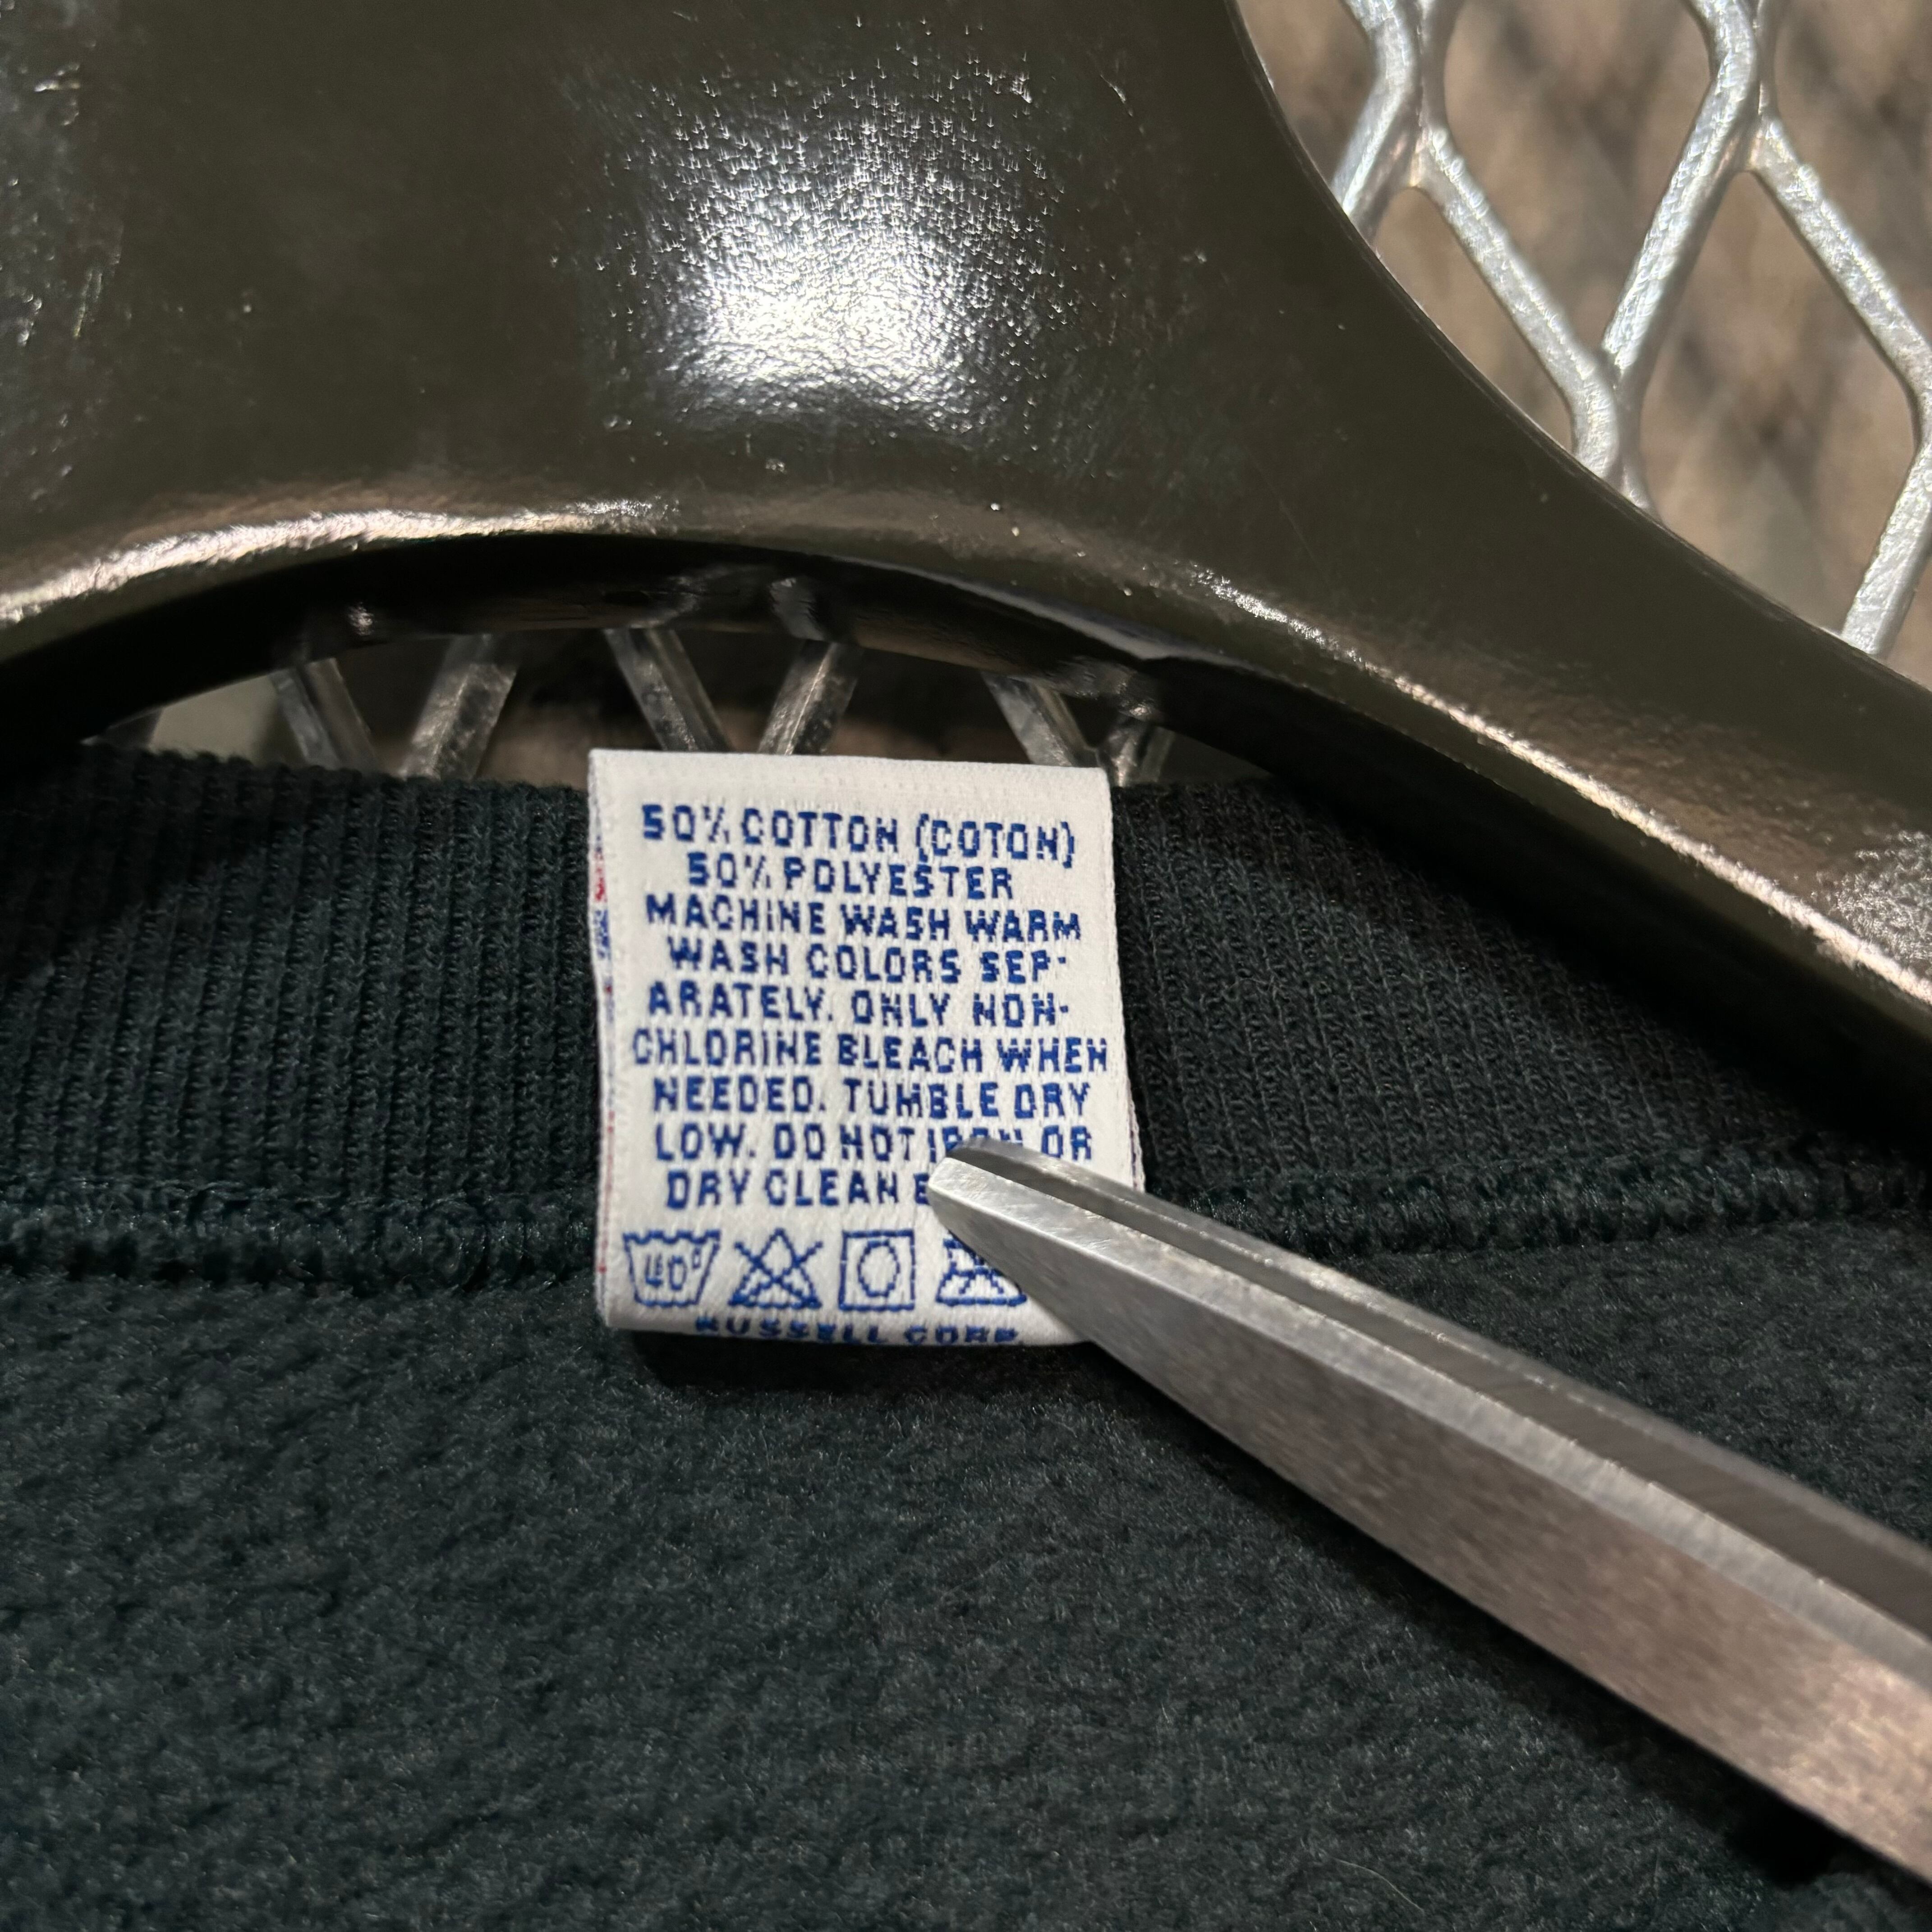 50% COTTON (COTON)
50% POLYESTER
MACHINE WASH WARM
WASH COLORS SEP-
ARATELY. ONLY NON-
CHLORINE BLEACH WHEN
NEEDED. TUMBLE DRY
LOW. DO NOT IRON OR
DRY CLEAN
40°
RUSSELL CORP